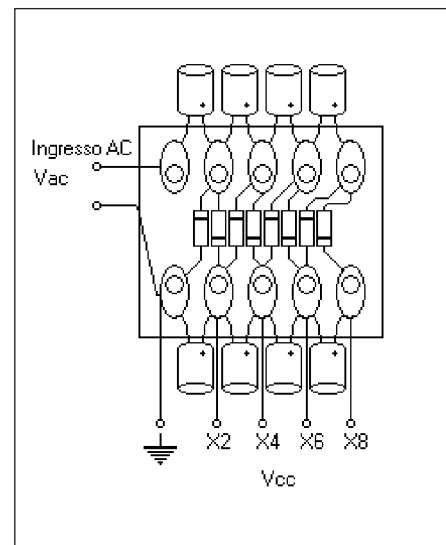 Ingresso AC
Vac
+ + + +
+ + + +
X2 X4 X6 X8
Vcc